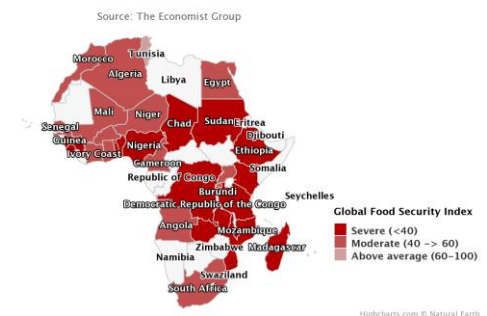 Source: The Economist Group
Morocco
Tunisia
Algeria
Libya
Egypt
Mali
Niger
Chad
Sudan
Eritrea
Senegal
Djibouti
Guinea
Nigeria
Ethiopia
Ivory Coast
Cameroon
Somalia
Republic of Congo
Burundi
Seychelles
Democratic Republic of the Congo
Global Food Security Index
Severe (<40)
Moderate (40 -> 60)
Above average (60-100)
Angola
Mozambique
Zimbabwe
Madagascar
Namibia
Swaziland
South Africa
Highcharts.com © Natural Earth